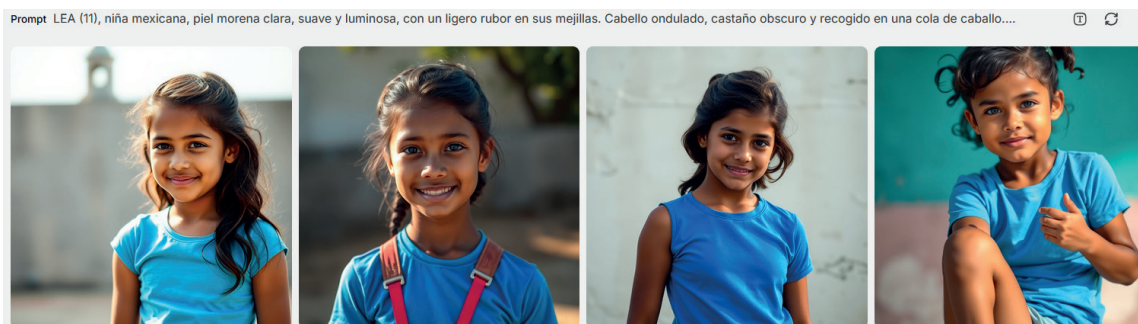 Prompt LEA (11), niña mexicana, piel morena clara, suave y luminosa, con un ligero rubor en sus mejillas. Cabello ondulado, castaño obscuro y recogido en una cola de caballo....